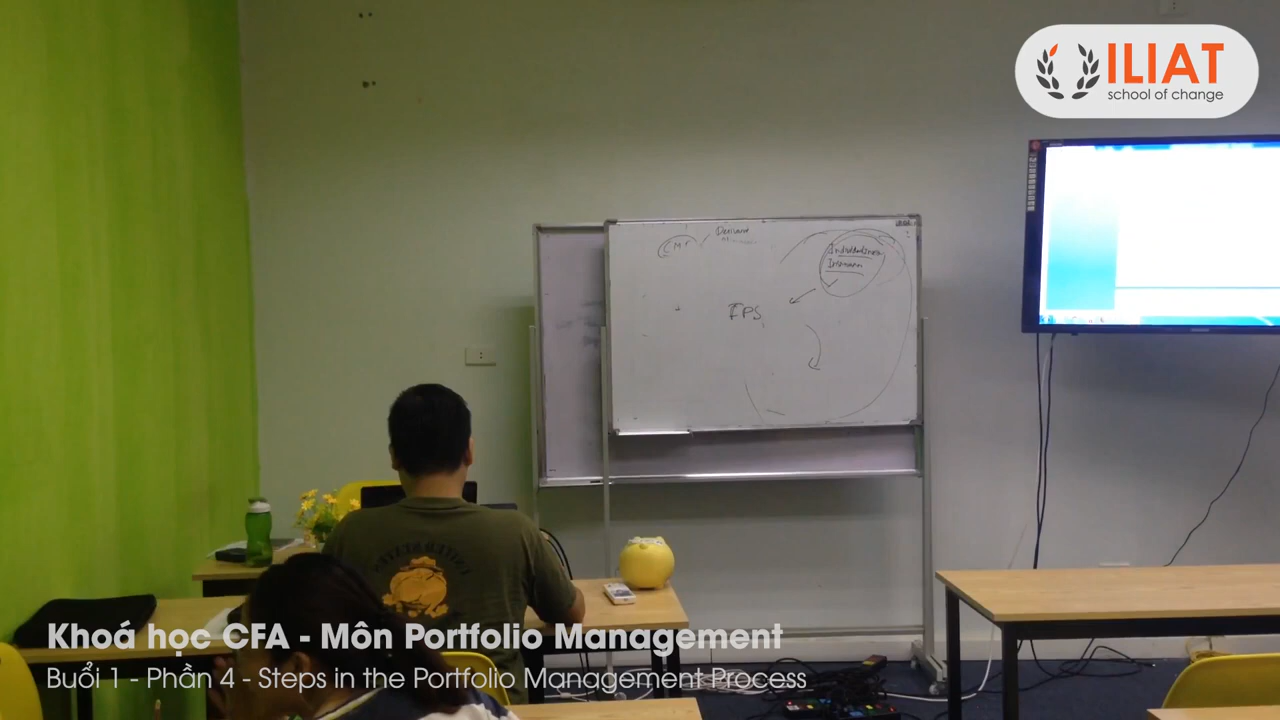 ILIAT
school of change
IPS
Khoá học CFA - Môn Portfolio Management
Buổi 1 - Phần 4 - Steps in the Portfolio Management Process